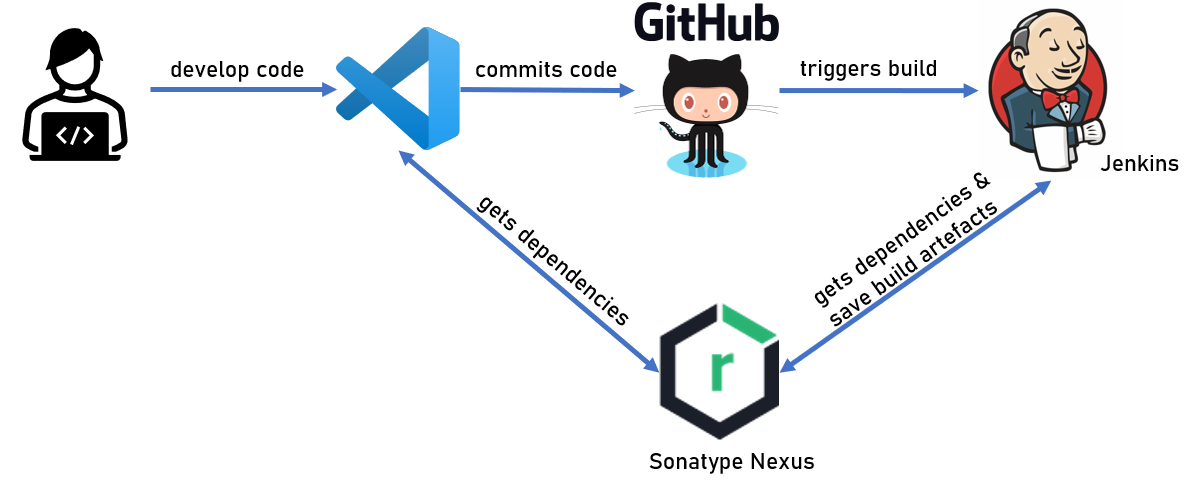 GitHub
develop code
commits code
triggers build
</>
Jenkins
gets dependencies
gets dependencies &
save build artefacts
r
Sonatype Nexus